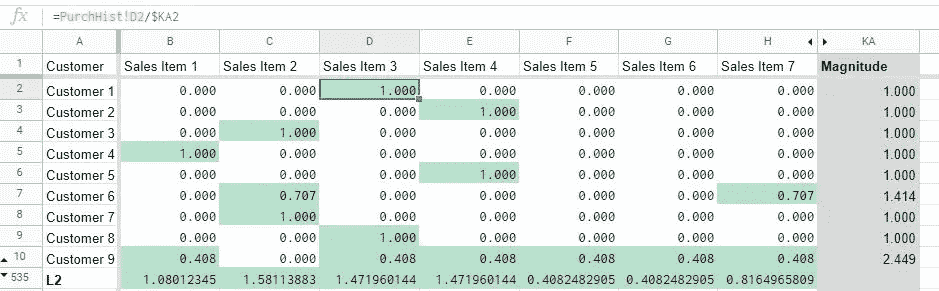 fx =PurchHist!D2/$KA2
A B C D E F G H KA
1 Customer Sales Item 1 Sales Item 2 Sales Item 3 Sales Item 4 Sales Item 5 Sales Item 6 Sales Item 7 Magnitude
2 Customer 1 0.000 0.000 1.000 0.000 0.000 0.000 0.000 1.000
3 Customer 2 0.000 0.000 0.000 1.000 0.000 0.000 0.000 1.000
4 Customer 3 0.000 1.000 0.000 0.000 0.000 0.000 0.000 1.000
5 Customer 4 1.000 0.000 0.000 0.000 0.000 0.000 0.000 1.000
6 Customer 5 0.000 0.000 0.000 1.000 0.000 0.000 0.000 1.000
7 Customer 6 0.000 0.707 0.000 0.000 0.000 0.000 0.707 1.414
8 Customer 7 0.000 1.000 0.000 0.000 0.000 0.000 0.000 1.000
9 Customer 8 0.000 0.000 1.000 0.000 0.000 0.000 0.000 1.000
10 Customer 9 0.408 0.000 0.408 0.408 0.408 0.408 0.408 2.449
535 L2 1.08012345 1.58113883 1.471960144 1.471960144 0.4082482905 0.4082482905 0.8164965809